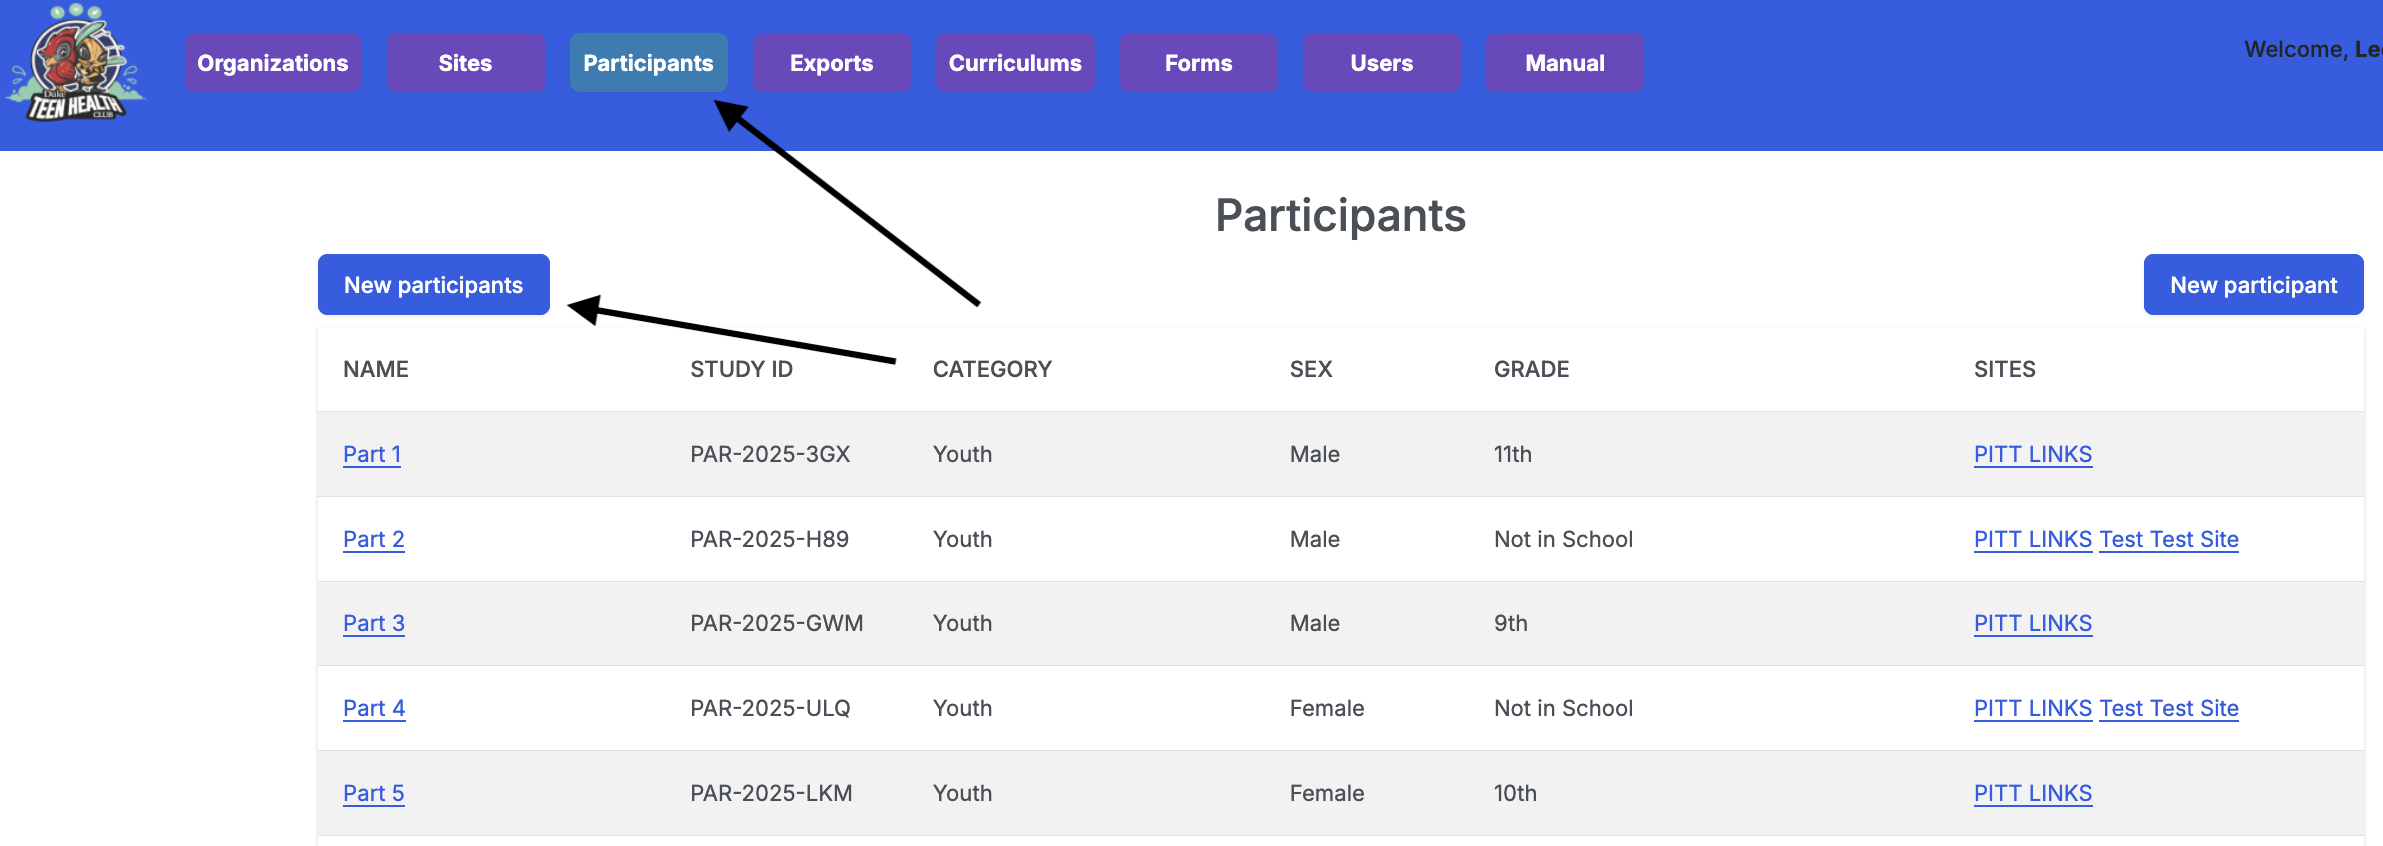 Duke
TEEN HEALTH
CLUB
Organizations Sites Participants Exports Curriculums Forms Users Manual Welcome,
Participants
New participants New participant
NAME STUDY ID CATEGORY SEX GRADE SITES
Part 1 PAR-2025-3GX Youth Male 11th PITT LINKS
Part 2 PAR-2025-H89 Youth Male Not in School PITT LINKS Test Test Site
Part 3 PAR-2025-GWM Youth Male 9th PITT LINKS
Part 4 PAR-2025-ULQ Youth Female Not in School PITT LINKS Test Test Site
Part 5 PAR-2025-LKM Youth Female 10th PITT LINKS